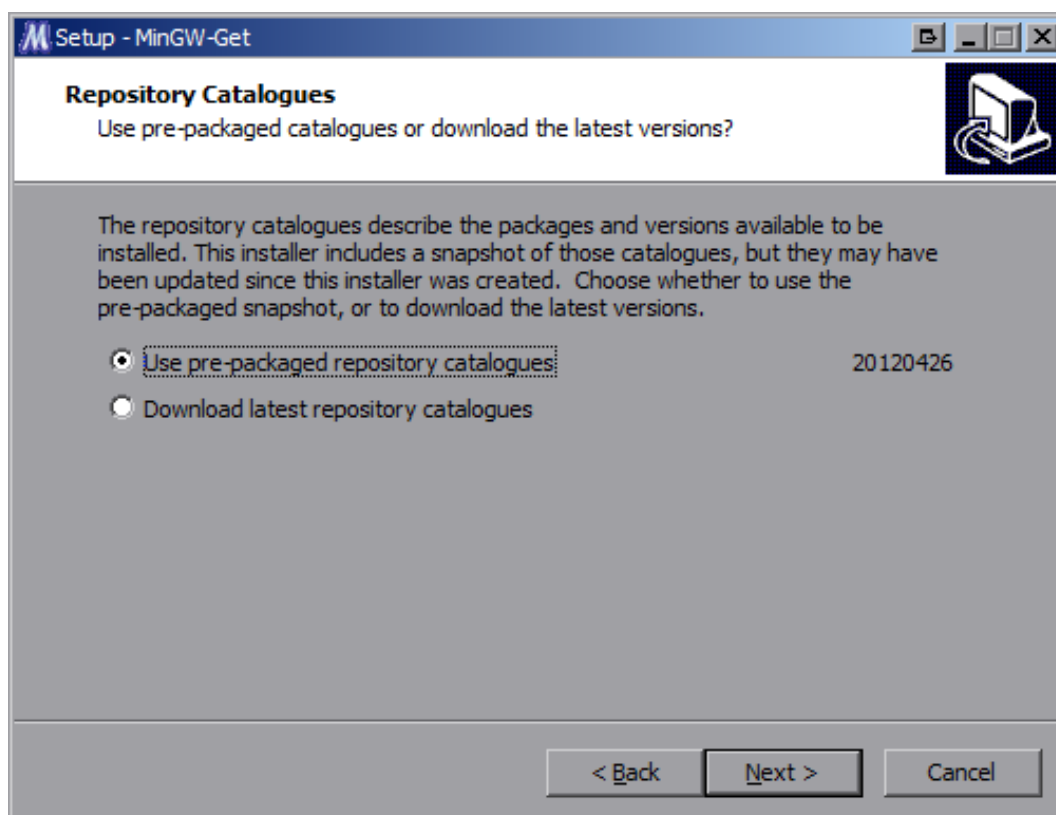 Setup - MinGW-Get
Repository Catalogues
Use pre-packaged catalogues or download the latest versions?
The repository catalogues describe the packages and versions available to be
installed. This installer includes a snapshot of those catalogues, but they may have
been updated since this installer was created.  Choose whether to use the
pre-packaged snapshot, or to download the latest versions.
Use pre-packaged repository catalogues 20120426
Download latest repository catalogues
< Back Next > Cancel